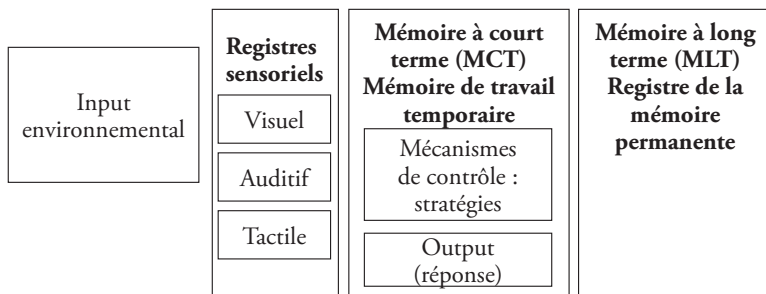 Input
environnemental
Registres
sensoriels
Visuel
Auditif
Tactile
Mémoire à court
terme (MCT)
Mémoire de travail
temporaire
Mécanismes
de contrôle :
stratégies
Output
(réponse)
Mémoire à long
terme (MLT)
Registre de la
mémoire
permanente